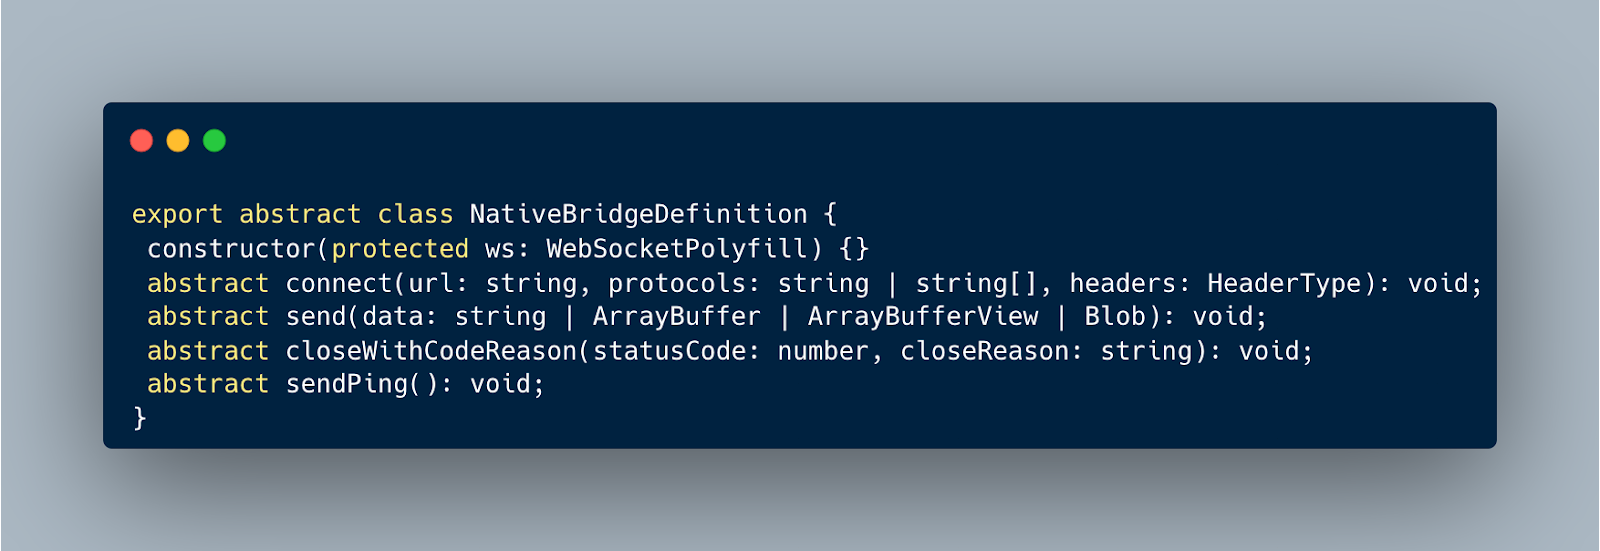 export abstract class NativeBridgeDefinition {
constructor(protected ws: WebSocketPolyfill) {}
abstract connect(url: string, protocols: string | string[], headers: HeaderType): void;
abstract send(data: string | ArrayBuffer | ArrayBufferView | Blob): void;
abstract closeWithCodeReason(statusCode: number, closeReason: string): void;
abstract sendPing(): void;
}